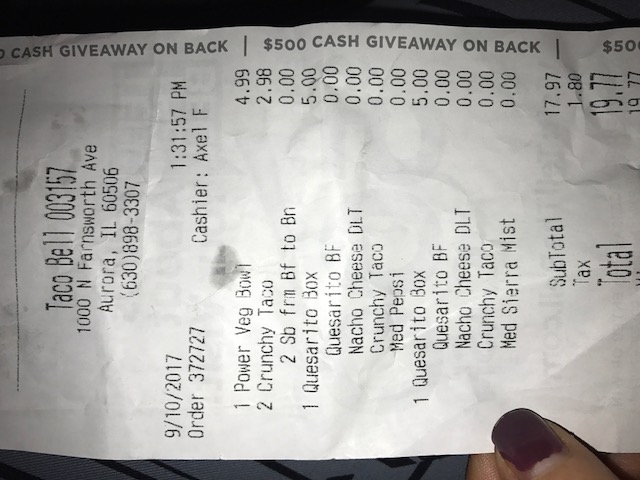 Taco Bell 003157
1000 N Farnsworth Ave
Aurora, IL 60506
(630)898-3307
9/10/2017 1:31:57 PM
Order 372727 Cashier: Axel F
1 Power Veg Bowl 4.99
2 Crunchy Taco 2.98
2 Sb frm Bf to Bn 0.00
1 Quesarito Box 5.00
Quesarito BF 0.00
Nacho Cheese DLT 0.00
Crunchy Taco 0.00
Med Pepsi 0.00
1 Quesarito Box 5.00
Quesarito BF 0.00
Nacho Cheese DLT 0.00
Crunchy Taco 0.00
Med Sierra Mist 0.00
SubTotal 17.97
Tax 1.80
Total 19.77
19.77
CASH GIVEAWAY ON BACK | $500 CASH GIVEAWAY ON BACK |